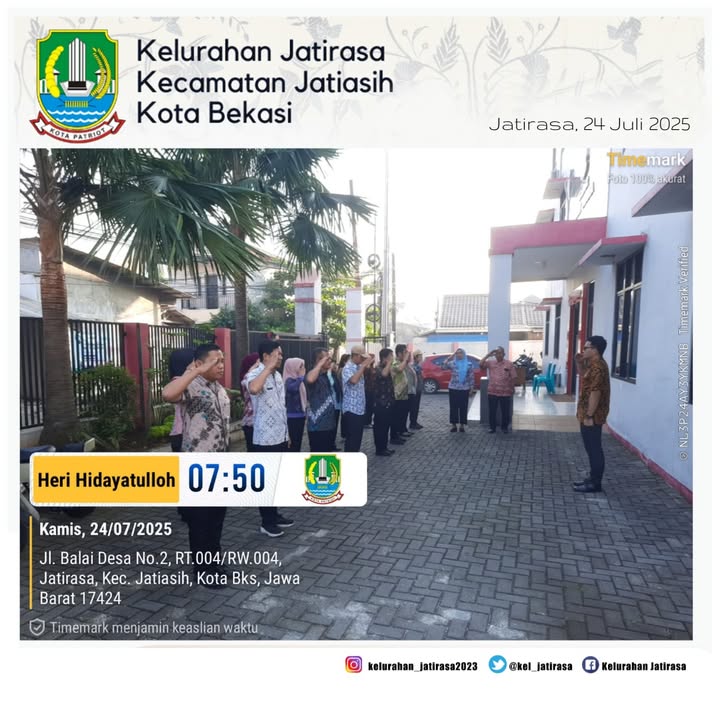 Kelurahan Jatirasa
Kecamatan Jatiasih
Kota Bekasi
KOTA PATRIOT
Jatirasa, 24 Juli 2025
Timemark
Foto 100% akurat
© NL3P24AY3YKMNB Timemark Verified
Heri Hidayatulloh
07:50
Kamis, 24/07/2025
Jl. Balai Desa No.2, RT.004/RW.004,
Jatirasa, Kec. Jatiasih, Kota Bks, Jawa
Barat 17424
Timemark menjamin keaslian waktu
kelurahan_jatirasa2023
@kel_jatirasa
Kelurahan Jatirasa